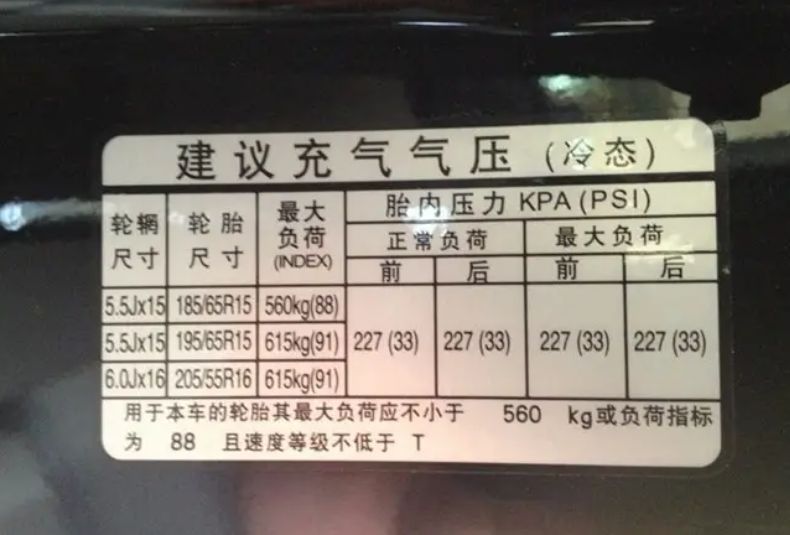 建议充气气压(冷态)
轮辋尺寸 轮胎尺寸 最大负荷(INDEX) 胎内压力 KPA(PSI)
正常负荷 最大负荷
前 后 前 后
5.5Jx15 185/65R15 560kg(88)
5.5Jx15 195/65R15 615kg(91) 227 (33) 227 (33) 227 (33) 227 (33)
6.0Jx16 205/55R16 615kg(91)
用于本车的轮胎其最大负荷应不小于 560 kg或负荷指标
为 88 且速度等级不低于 T